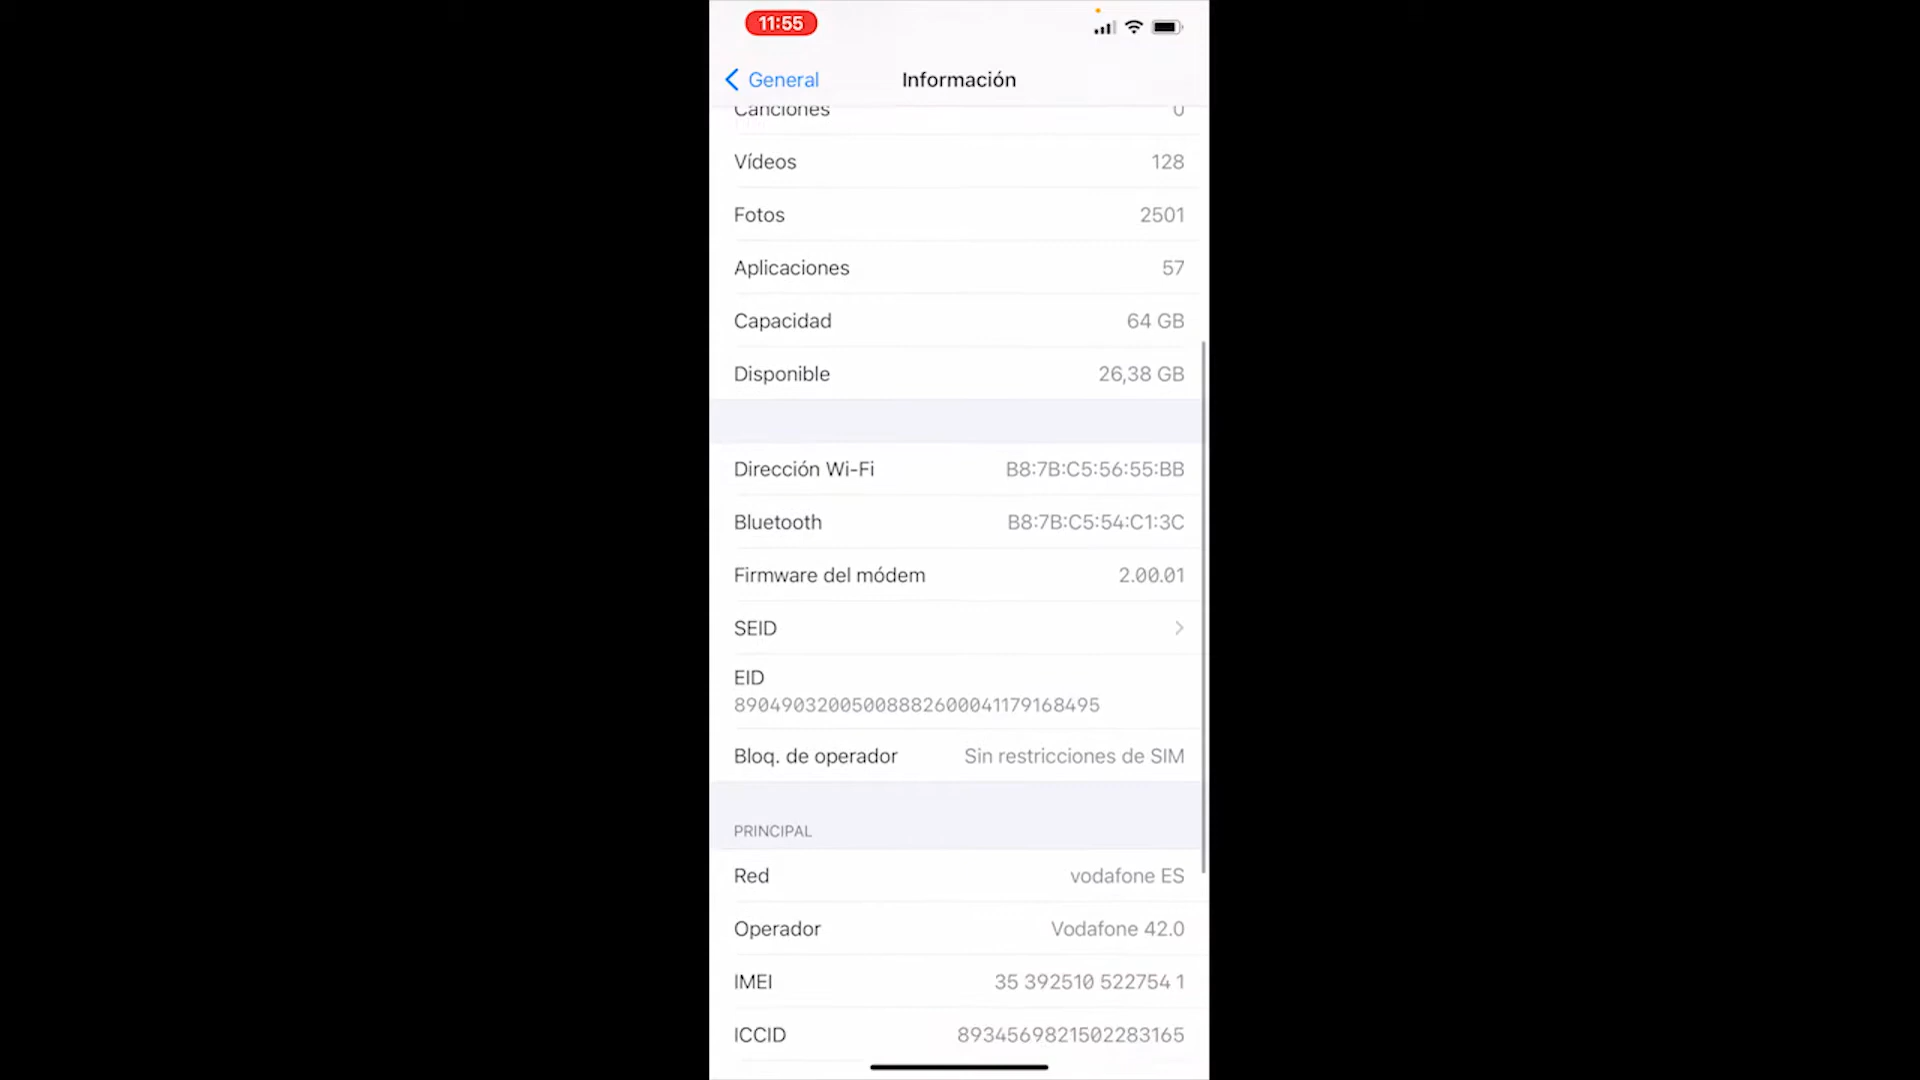 11:55
General
Información
Canciones 0
Vídeos 128
Fotos 2501
Aplicaciones 57
Capacidad 64 GB
Disponible 26,38 GB
Dirección Wi-Fi B8:7B:C5:56:55:BB
Bluetooth B8:7B:C5:54:C1:3C
Firmware del módem 2.00.01
SEID
EID
89049032005008882600041179168495
Bloq. de operador Sin restricciones de SIM
PRINCIPAL
Red vodafone ES
Operador Vodafone 42.0
IMEI 35 392510 522754 1
ICCID 8934569821502283165